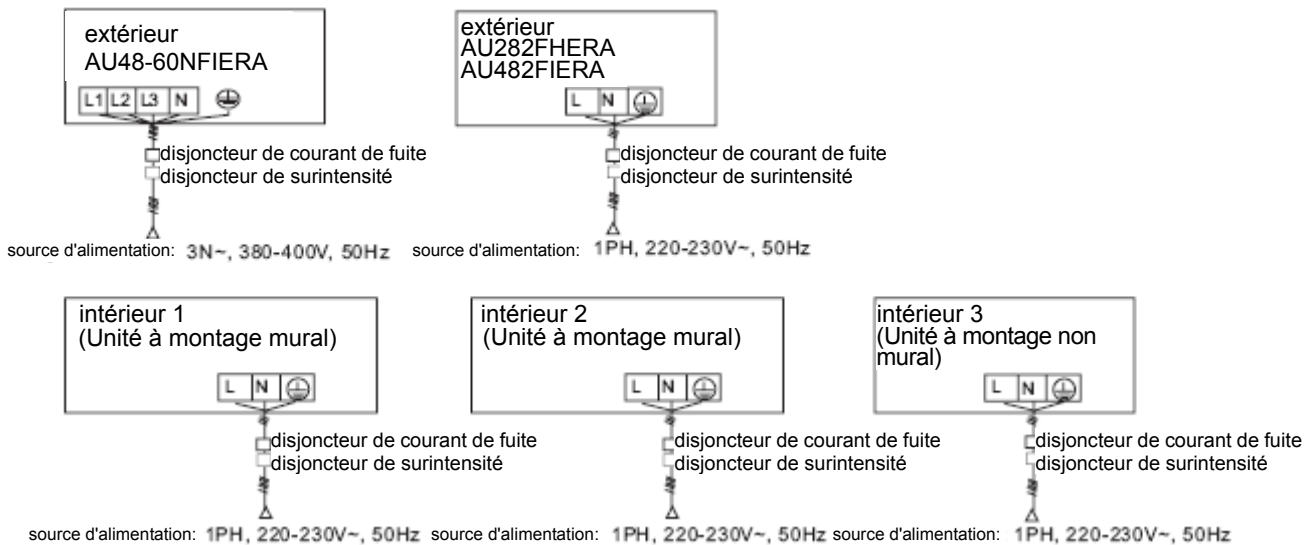 extérieur
AU48-60NFIERA
L1 L2 L3 N
disjoncteur de courant de fuite
disjoncteur de surintensité
source d'alimentation: 3N~, 380-400V, 50Hz
extérieur
AU282FHERA
AU482FIERA
L N
disjoncteur de courant de fuite
disjoncteur de surintensité
source d'alimentation: 1PH, 220-230V~, 50Hz
intérieur 1
(Unité à montage mural)
L N
disjoncteur de courant de fuite
disjoncteur de surintensité
source d'alimentation: 1PH, 220-230V~, 50Hz
intérieur 2
(Unité à montage mural)
L N
disjoncteur de courant de fuite
disjoncteur de surintensité
source d'alimentation: 1PH, 220-230V~, 50Hz
intérieur 3
(Unité à montage non
mural)
L N
disjoncteur de courant de fuite
disjoncteur de surintensité
source d'alimentation: 1PH, 220-230V~, 50Hz